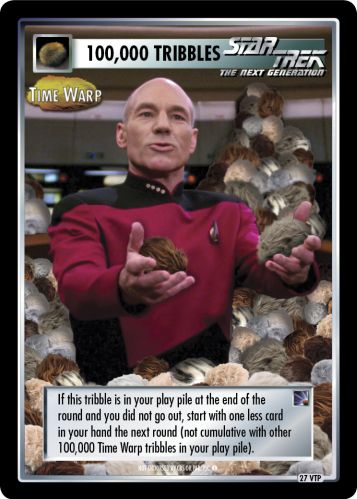 100,000 TRIBBLES
STAR TREK
THE NEXT GENERATION
TIME WARP
If this tribble is in your play pile at the end of the
round and you did not go out, start with one less card
in your hand the next round (not cumulative with other
100,000 Time Warp tribbles in your play pile).
27 VTP